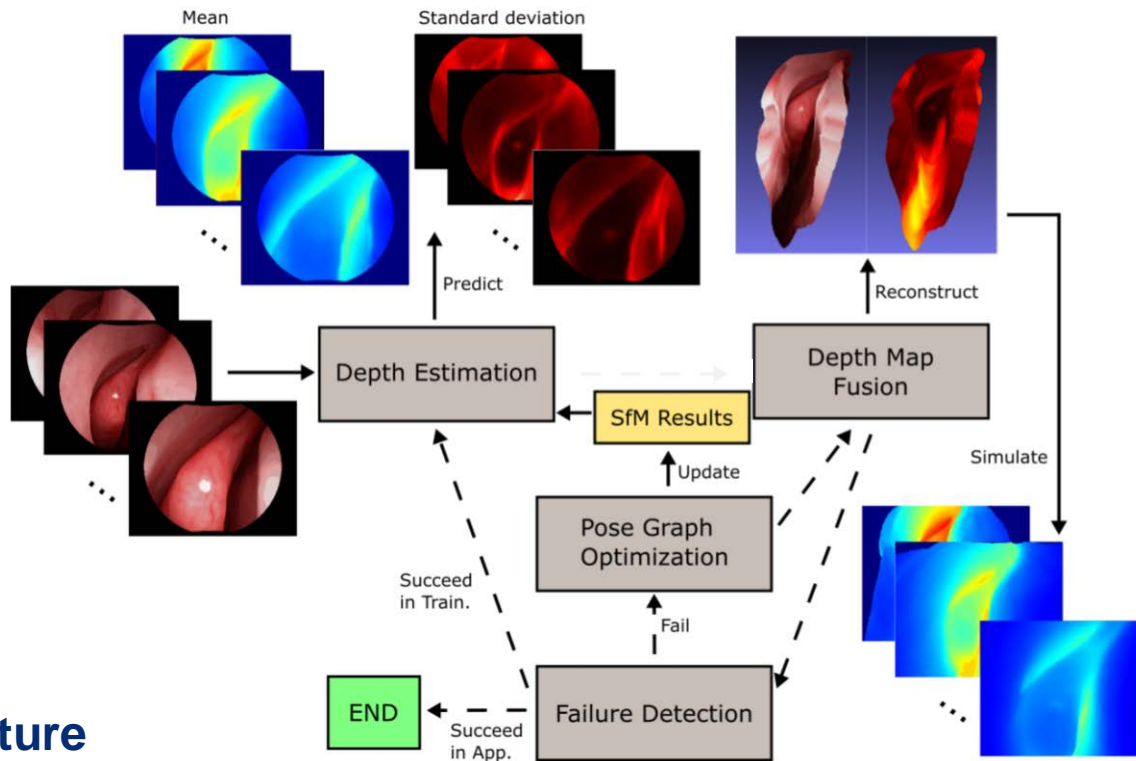 Mean
Standard deviation
Predict
Reconstruct
Depth Estimation
Depth Map
Fusion
SfM Results
Simulate
Update
Pose Graph
Optimization
Succeed
in Train.
Fail
END
Succeed
in App.
Failure Detection
ture